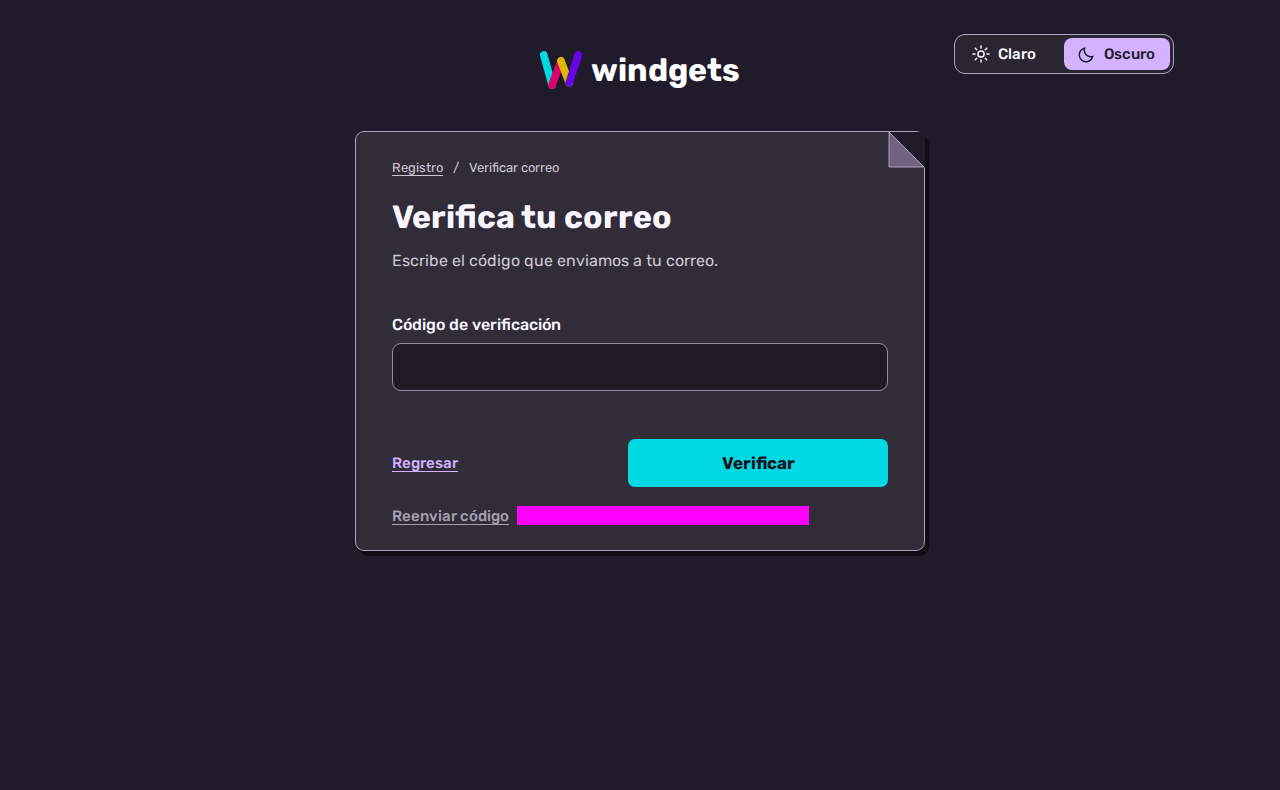 windgets
Claro
Oscuro
Registro / Verificar correo
Verifica tu correo
Escribe el código que enviamos a tu correo.
Código de verificación
Regresar
Verificar
Reenviar código